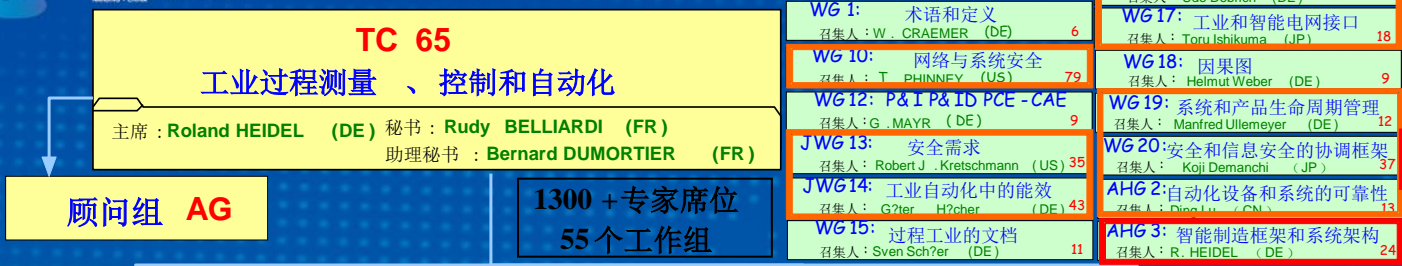 TC 65
工业过程测量 、控制和自动化
主席：Roland HEIDEL (DE) 秘书：Rudy BELLIARDI (FR)
助理秘书 ：Bernard DUMORTIER (FR)
顾问组 AG
1300 +专家席位
55个工作组
WG 1: 术语和定义
召集人：W . CRAEMER (DE) 6
WG 10: 网络与系统安全
召集人：T. PHINNEY (US) 79
WG 12: P& I P& ID PCE - CAE
召集人：G .MAYR (DE) 9
JWG 13: 安全需求
召集人：Robert J .Kretschmann (US) 35
JWG14: 工业自动化中的能效
召集人：G?ter H?cher (DE) 43
WG 15: 过程工业的文档
召集人：Sven Sch?er (DE) 11
WG 17: 工业和智能电网接口
召集人：Toru Ishikuma (JP) 18
WG 18: 因果图
召集人：Helmut Weber (DE) 9
WG 19: 系统和产品生命周期管理
召集人：Manfred Ullemeyer (DE) 12
WG 20:安全和信息安全的协调框架
召集人：Koji Demanchi (JP) 37
AHG 2:自动化设备和系统的可靠性
召集人：Ding Lu (CN) 13
AHG 3: 智能制造框架和系统架构
召集人：R. HEIDEL (DE) 24